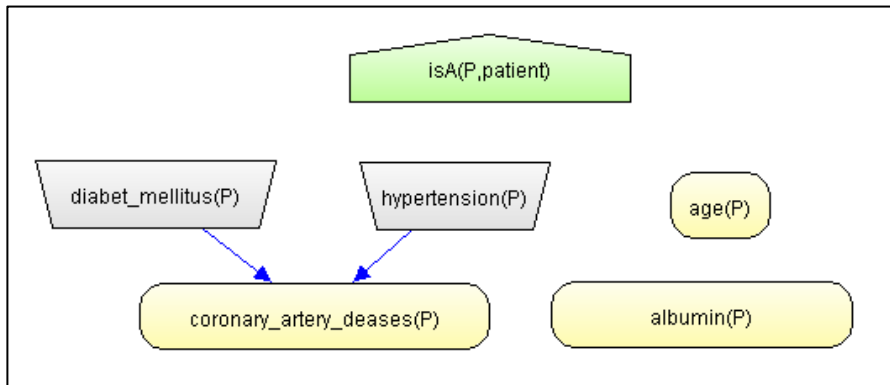 isA(P,patient)
diabet_mellitus(P)
hypertension(P)
age(P)
coronary_artery_deases(P)
albumin(P)